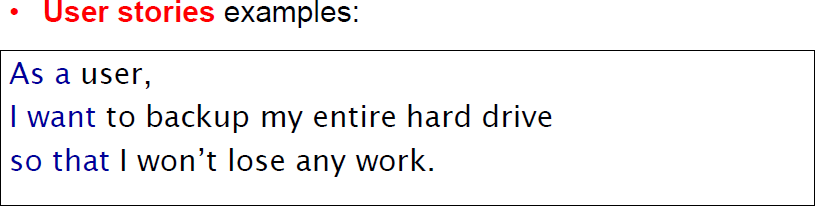 • User stories examples:
As a user,
I want to backup my entire hard drive
so that I won’t lose any work.